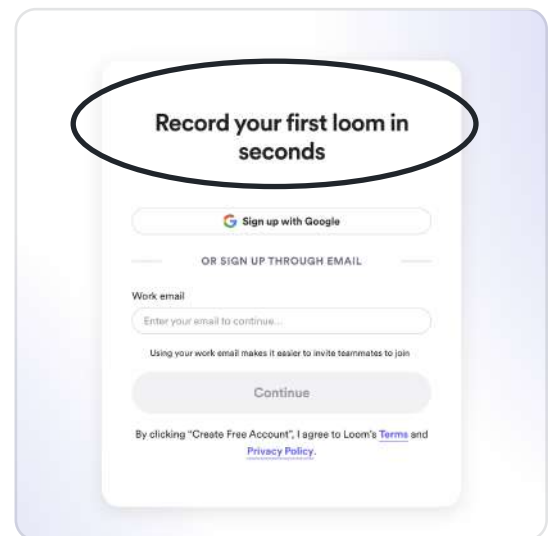 Record your first loom in
seconds
Sign up with Google
OR SIGN UP THROUGH EMAIL
Work email
Enter your email to continue...
Using your work email makes it easier to invite teammates to join
Continue
By clicking "Create Free Account", I agree to Loom's Terms and
Privacy Policy.